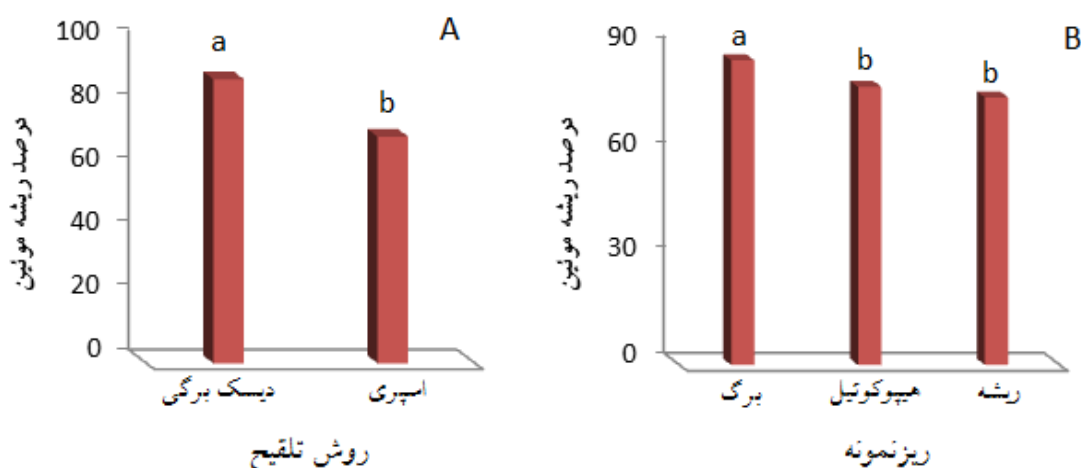 A
درصد ریشه موئین
100
80
60
40
20
0
a
b
دیسک برگی
اسپری
روش تلقیح
B
درصد ریشه موئین
90
60
30
0
a
b
b
برگ
هیپوکوتیل
ریشه
ریزنمونه